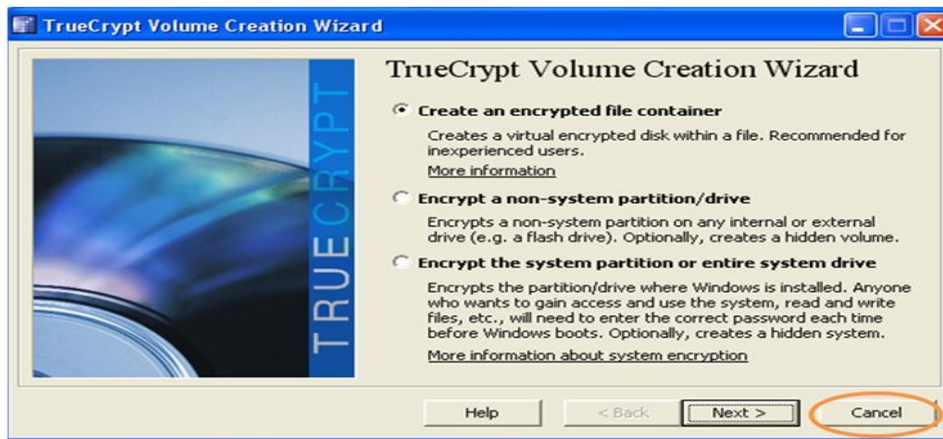 TrueCrypt Volume Creation Wizard
TRUECRYPT
TrueCrypt Volume Creation Wizard
Create an encrypted file container
Creates a virtual encrypted disk within a file. Recommended for
inexperienced users.
More information
Encrypt a non-system partition/drive
Encrypts a non-system partition on any internal or external
drive (e.g. a flash drive). Optionally, creates a hidden volume.
Encrypt the system partition or entire system drive
Encrypts the partition/drive where Windows is installed. Anyone
who wants to gain access and use the system, read and write
files, etc., will need to enter the correct password each time
before Windows boots. Optionally, creates a hidden system.
More information about system encryption
Help < Back Next > Cancel